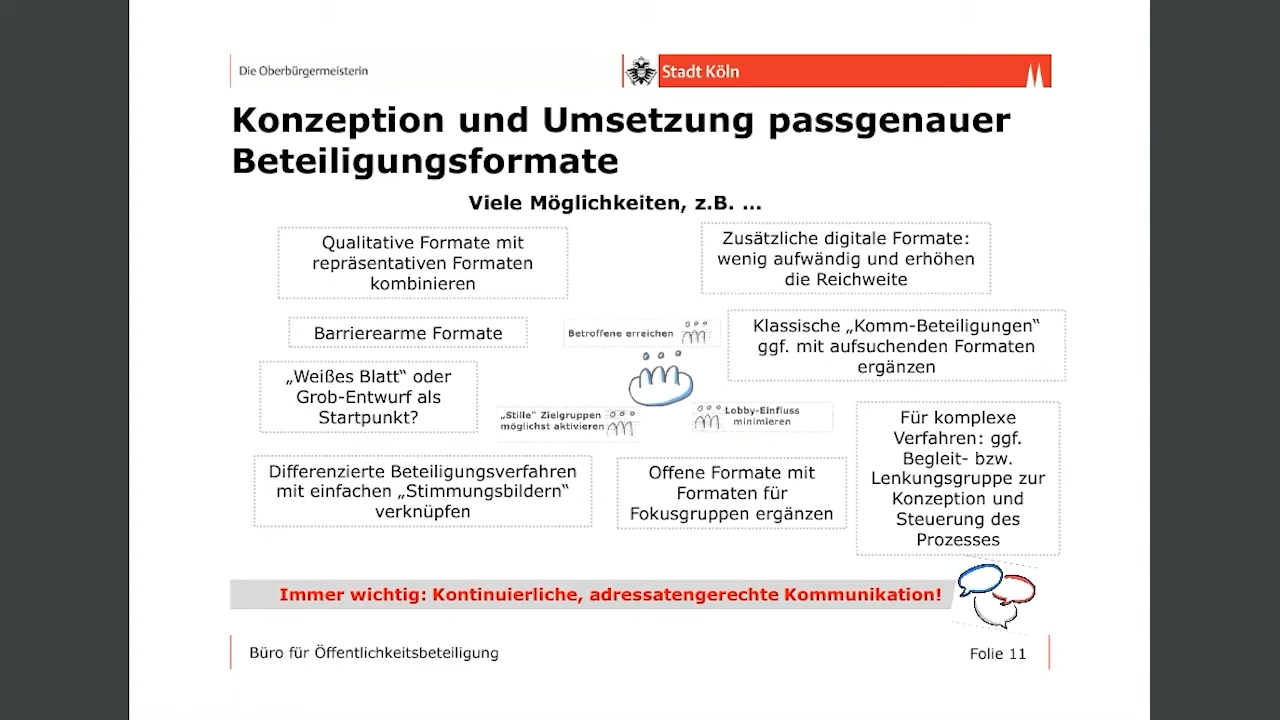 Die Oberbürgermeisterin
Stadt Köln
Konzeption und Umsetzung passgenauer
Beteiligungsformate
Viele Möglichkeiten, z.B. ...
Qualitative Formate mit
repräsentativen Formaten
kombinieren
Zusätzliche digitale Formate:
wenig aufwändig und erhöhen
die Reichweite
Barrierearme Formate
Betroffene erreichen
Klassische „Komm-Beteiligungen“
ggf. mit aufsuchenden Formaten
ergänzen
„Weißes Blatt“ oder
Grob-Entwurf als
Startpunkt?
„Stille“ Zielgruppen
möglichst aktivieren
Lobby-Einfluss
minimieren
Für komplexe
Verfahren: ggf.
Begleit- bzw.
Lenkungsgruppe zur
Konzeption und
Steuerung des
Prozesses
Differenzierte Beteiligungsverfahren
mit einfachen „Stimmungsbildern“
verknüpfen
Offene Formate mit
Formaten für
Fokusgruppen ergänzen
Immer wichtig: Kontinuierliche, adressatengerechte Kommunikation!
Büro für Öffentlichkeitsbeteiligung
Folie 11